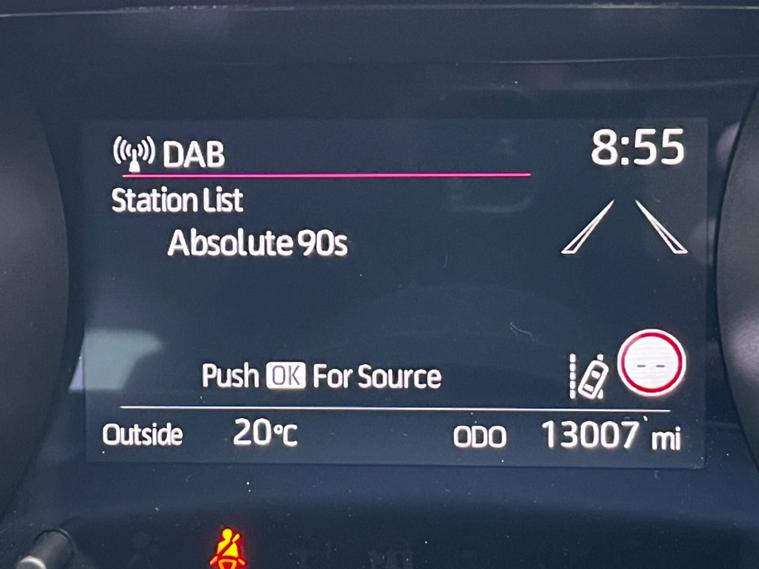 DAB 8:55
Station List
Absolute 90s
Push OK For Source
--
Outside 20°C ODO 13007 mi